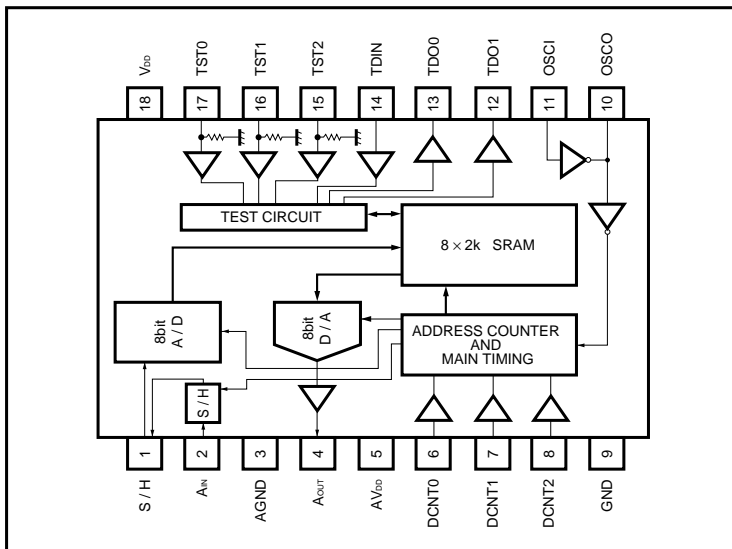 VDD
TST0
TST1
TST2
TDIN
TDO0
TDO1
OSCI
OSCO
18
17
16
15
14
13
12
11
10
TEST CIRCUIT
8 × 2k SRAM
8bit
A / D
8bit
D / A
ADDRESS COUNTER
AND
MAIN TIMING
S / H
1
2
3
4
5
6
7
8
9
S / H
AIN
AGND
AOUT
AVDD
DCNT0
DCNT1
DCNT2
GND